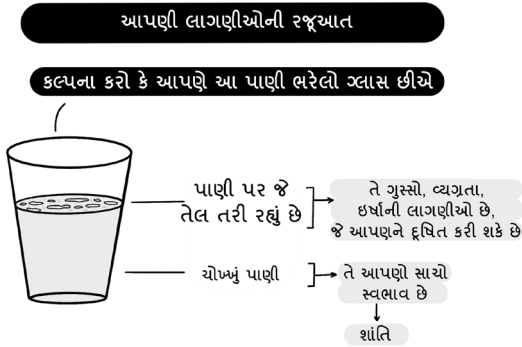 આપણી લાગણીઓની રજૂઆત
કલ્પના કરો કે આપણે આ પાણી ભરેલો ગ્લાસ છીએ
પાણી પર જે
તેલ તરી રહ્યું છે
તે ગુસ્સો, વ્યગ્રતા,
ઇર્ષાની લાગણીઓ છે,
જે આપણને દૂષિત કરી શકે છે
ચોખ્ખું પાણી
તે આપણો સાચો
સ્વભાવ છે
શાંતિ